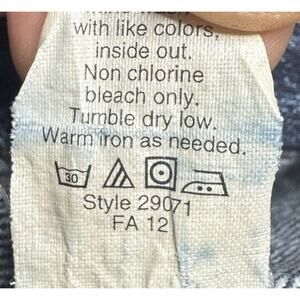 with like colors,
inside out.
Non chlorine
bleach only.
Tumble dry low.
Warm iron as needed.
30
Style 29071
FA 12